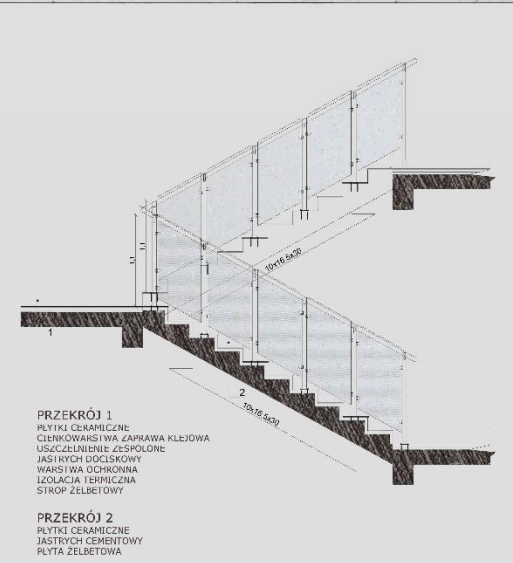 1,1
1,1
10x16.5x30
1
2
10x16.5x30
PRZEKRÓJ 1
PŁYTKI CERAMICZNE
CIENKOWARSTWA ZAPRAWA KLEJOWA
USZCZELNIENIE ZESPOLONE
JASTRYCH DOCISKOWY
WARSTWA OCHRONNA
IZOLACJA TERMICZNA
STROP ŻELBETOWY
PRZEKRÓJ 2
PŁYTKI CERAMICZNE
JASTRYCH CEMENTOWY
PŁYTA ŻELBETOWA